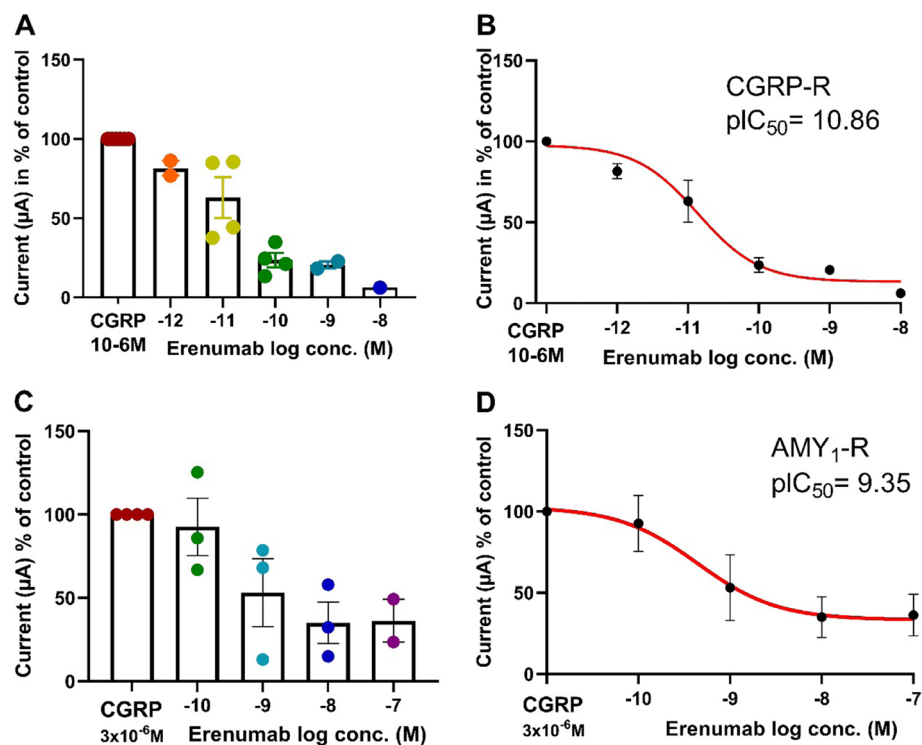 A
Current (µA) in % of control
150
100
50
0
CGRP
10-6M
-12
-11
-10
-9
-8
Erenumab log conc. (M)
B
Current (µA) in % of control
150
100
50
0
CGRP-R
pIC₅₀= 10.86
CGRP
10-6M
-12
-11
-10
-9
-8
Erenumab log conc. (M)
C
Current (µA) % of control
150
100
50
0
CGRP
3x10⁻⁶M
-10
-9
-8
-7
Erenumab log conc. (M)
D
Current (µA) % of control
150
100
50
0
AMY₁-R
pIC₅₀= 9.35
CGRP
3x10⁻⁶M
-10
-9
-8
-7
Erenumab log conc. (M)